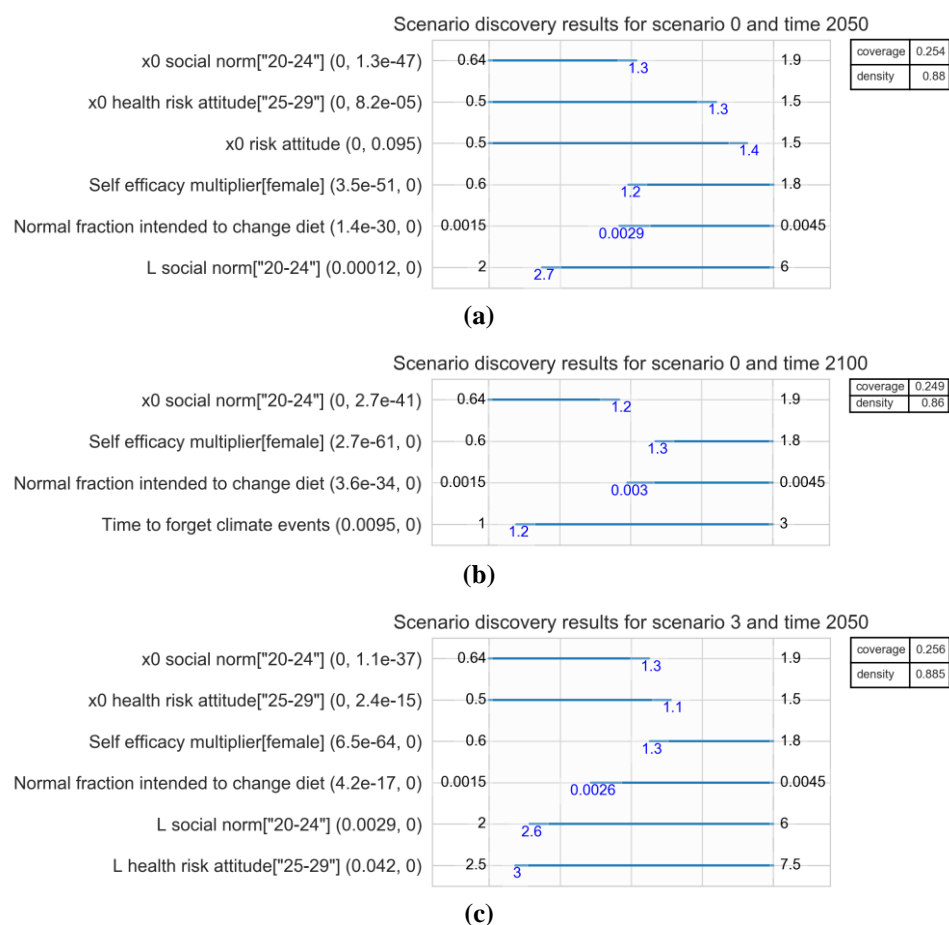 Scenario discovery results for scenario 0 and time 2050
x0 social norm["20-24"] (0, 1.3e-47) 0.64 1.3 1.9
x0 health risk attitude["25-29"] (0, 8.2e-05) 0.5 1.3 1.5
x0 risk attitude (0, 0.095) 0.5 1.4 1.5
Self efficacy multiplier[female] (3.5e-51, 0) 0.6 1.2 1.8
Normal fraction intended to change diet (1.4e-30, 0) 0.0015 0.0029 0.0045
L social norm["20-24"] (0.00012, 0) 2 2.7 6
coverage 0.254
density 0.88
(a)
Scenario discovery results for scenario 0 and time 2100
x0 social norm["20-24"] (0, 2.7e-41) 0.64 1.2 1.9
Self efficacy multiplier[female] (2.7e-61, 0) 0.6 1.3 1.8
Normal fraction intended to change diet (3.6e-34, 0) 0.0015 0.003 0.0045
Time to forget climate events (0.0095, 0) 1 1.2 3
coverage 0.249
density 0.86
(b)
Scenario discovery results for scenario 3 and time 2050
x0 social norm["20-24"] (0, 1.1e-37) 0.64 1.3 1.9
x0 health risk attitude["25-29"] (0, 2.4e-15) 0.5 1.1 1.5
Self efficacy multiplier[female] (6.5e-64, 0) 0.6 1.3 1.8
Normal fraction intended to change diet (4.2e-17, 0) 0.0015 0.0026 0.0045
L social norm["20-24"] (0.0029, 0) 2 2.6 6
L health risk attitude["25-29"] (0.042, 0) 2.5 3 7.5
coverage 0.256
density 0.885
(c)